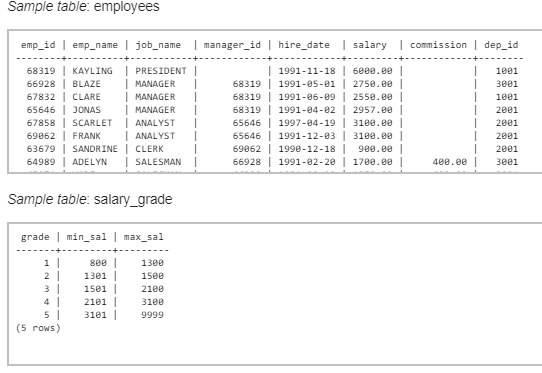 Sample table: employees
emp_id | emp_name | job_name | manager_id | hire_date | salary | commission | dep_id
-------+----------+-----------+------------+------------+---------+------------+--------
68319 | KAYLING | PRESIDENT | | 1991-11-18 | 6000.00 | | 1001
66928 | BLAZE | MANAGER | 68319 | 1991-05-01 | 2750.00 | | 3001
67832 | CLARE | MANAGER | 68319 | 1991-06-09 | 2550.00 | | 1001
65646 | JONAS | MANAGER | 68319 | 1991-04-02 | 2957.00 | | 2001
67858 | SCARLET | ANALYST | 65646 | 1997-04-19 | 3100.00 | | 2001
69062 | FRANK | ANALYST | 65646 | 1991-12-03 | 3100.00 | | 2001
63679 | SANDRINE | CLERK | 69062 | 1990-12-18 | 900.00 | | 2001
64989 | ADELYN | SALESMAN | 66928 | 1991-02-20 | 1700.00 | 400.00 | 3001
Sample table: salary_grade
grade | min_sal | max_sal
-------+---------+---------
1 | 800 | 1300
2 | 1301 | 1500
3 | 1501 | 2100
4 | 2101 | 3100
5 | 3101 | 9999
(5 rows)